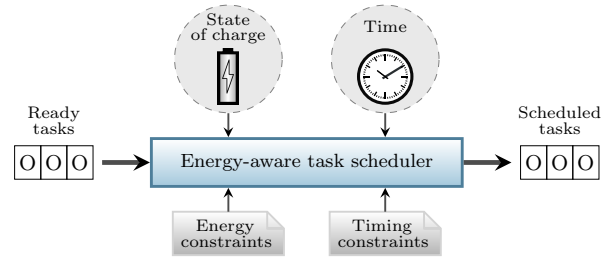 State
of charge
Time
Ready
tasks
Scheduled
tasks
O O O
Energy-aware task scheduler
O O O
Energy
constraints
Timing
constraints